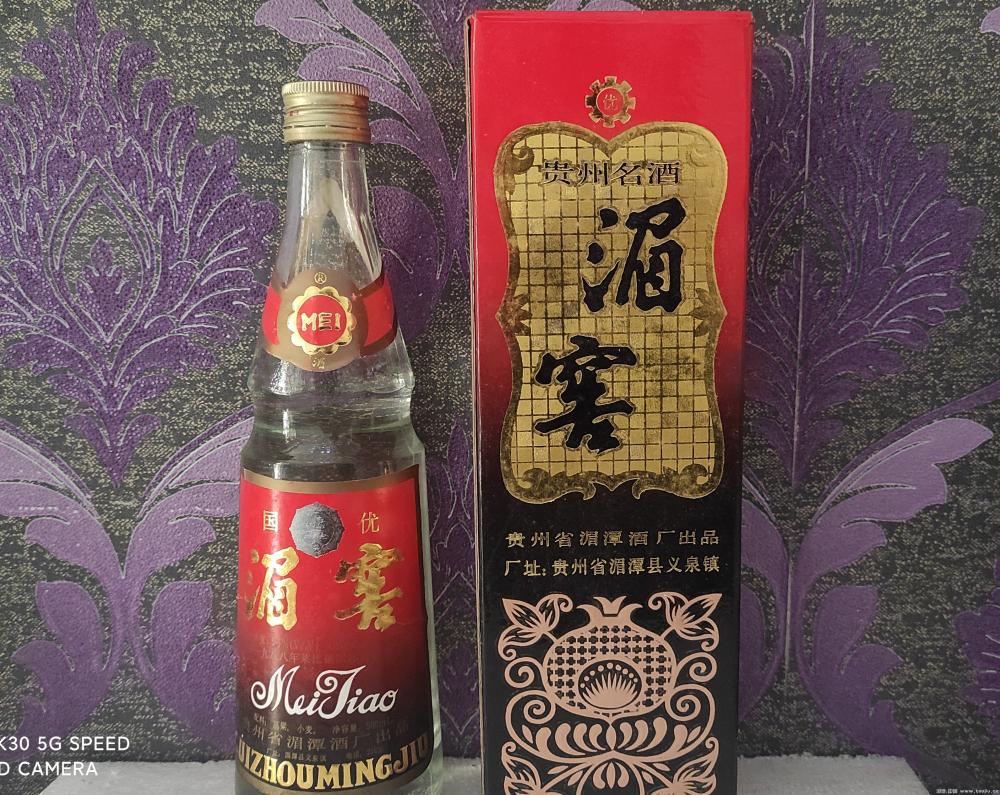 ®
MEI
湄
国 优
湄窖
MeiJiao
贵州省湄潭酒厂出品
UIZHOUMINGJIU
优
贵州名酒
湄
窖
贵州省湄潭酒厂出品
厂址:贵州省湄潭县义泉镇
K30 5G SPEED
D CAMERA